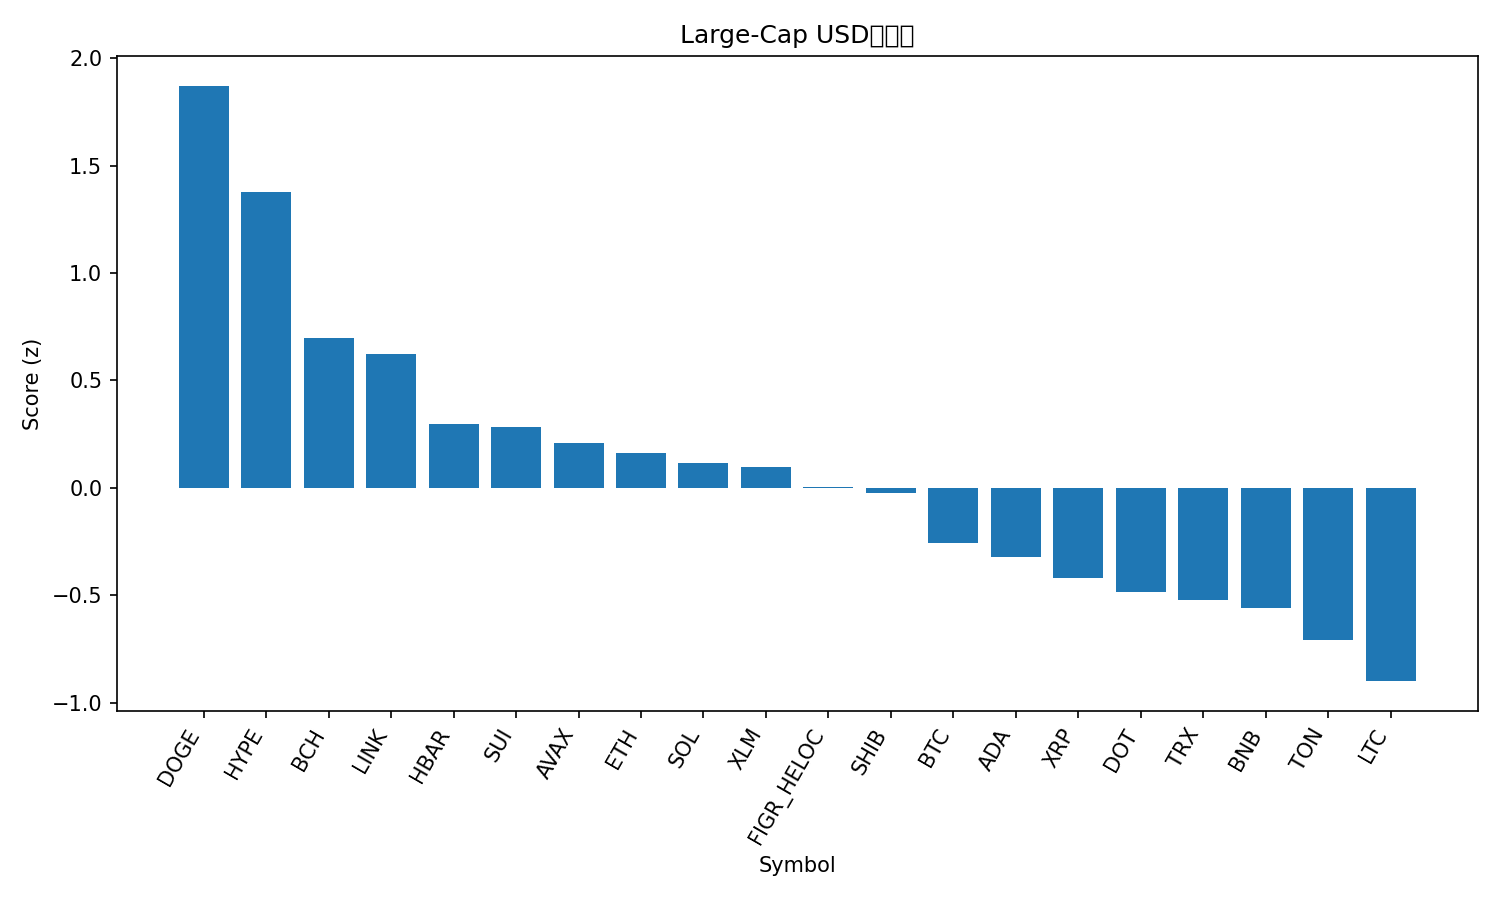 Large-Cap USD
2.0
1.5
1.0
0.5
0.0
−0.5
−1.0
Score (z)
DOGE
HYPE
BCH
LINK
HBAR
SUI
AVAX
ETH
SOL
XLM
FIGR_HELOC
SHIB
BTC
ADA
XRP
DOT
TRX
BNB
TON
LTC
Symbol